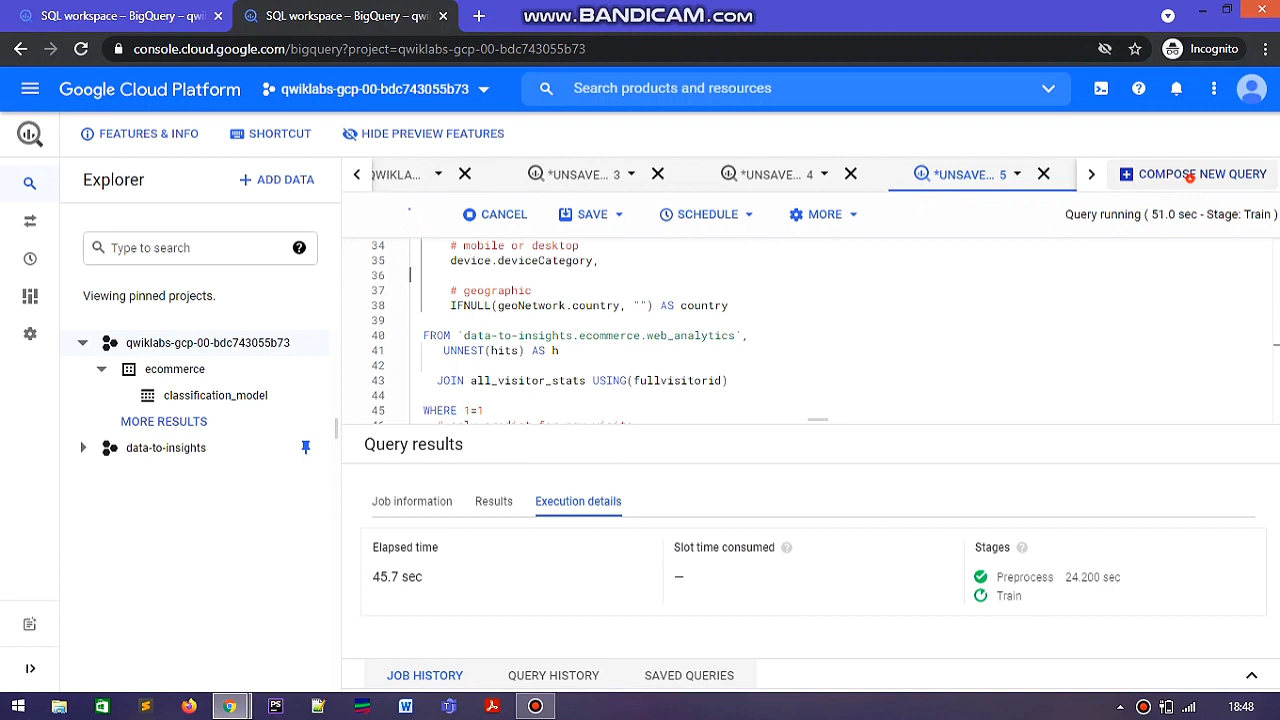 www.BANDICAM.com
SQL workspace – BigQuery – qwi
SQL workspace – BigQuery – qwi
console.cloud.google.com/bigquery?project=qwiklabs-gcp-00-bdc743055b73
Incognito
Google Cloud Platform
qwiklabs-gcp-00-bdc743055b73
Search products and resources
FEATURES & INFO
SHORTCUT
HIDE PREVIEW FEATURES
Explorer
+ ADD DATA
QWIKLA...
*UNSAVE... 3
*UNSAVE... 4
*UNSAVE... 5
COMPOSE NEW QUERY
CANCEL
SAVE
SCHEDULE
MORE
Query running ( 51.0 sec - Stage: Train )
Type to search
Viewing pinned projects.
qwiklabs-gcp-00-bdc743055b73
ecommerce
classification_model
MORE RESULTS
data-to-insights
34 # mobile or desktop
35 device.deviceCategory,
36
37 # geographic
38 IFNULL(geoNetwork.country, "") AS country
39
40 FROM `data-to-insights.ecommerce.web_analytics`,
41 UNNEST(hits) AS h
42
43 JOIN all_visitor_stats USING(fullvisitorid)
44
45 WHERE 1=1
Query results
Job information
Results
Execution details
Elapsed time
45.7 sec
Slot time consumed
—
Stages
Preprocess 24.200 sec
Train
JOB HISTORY
QUERY HISTORY
SAVED QUERIES
18:48